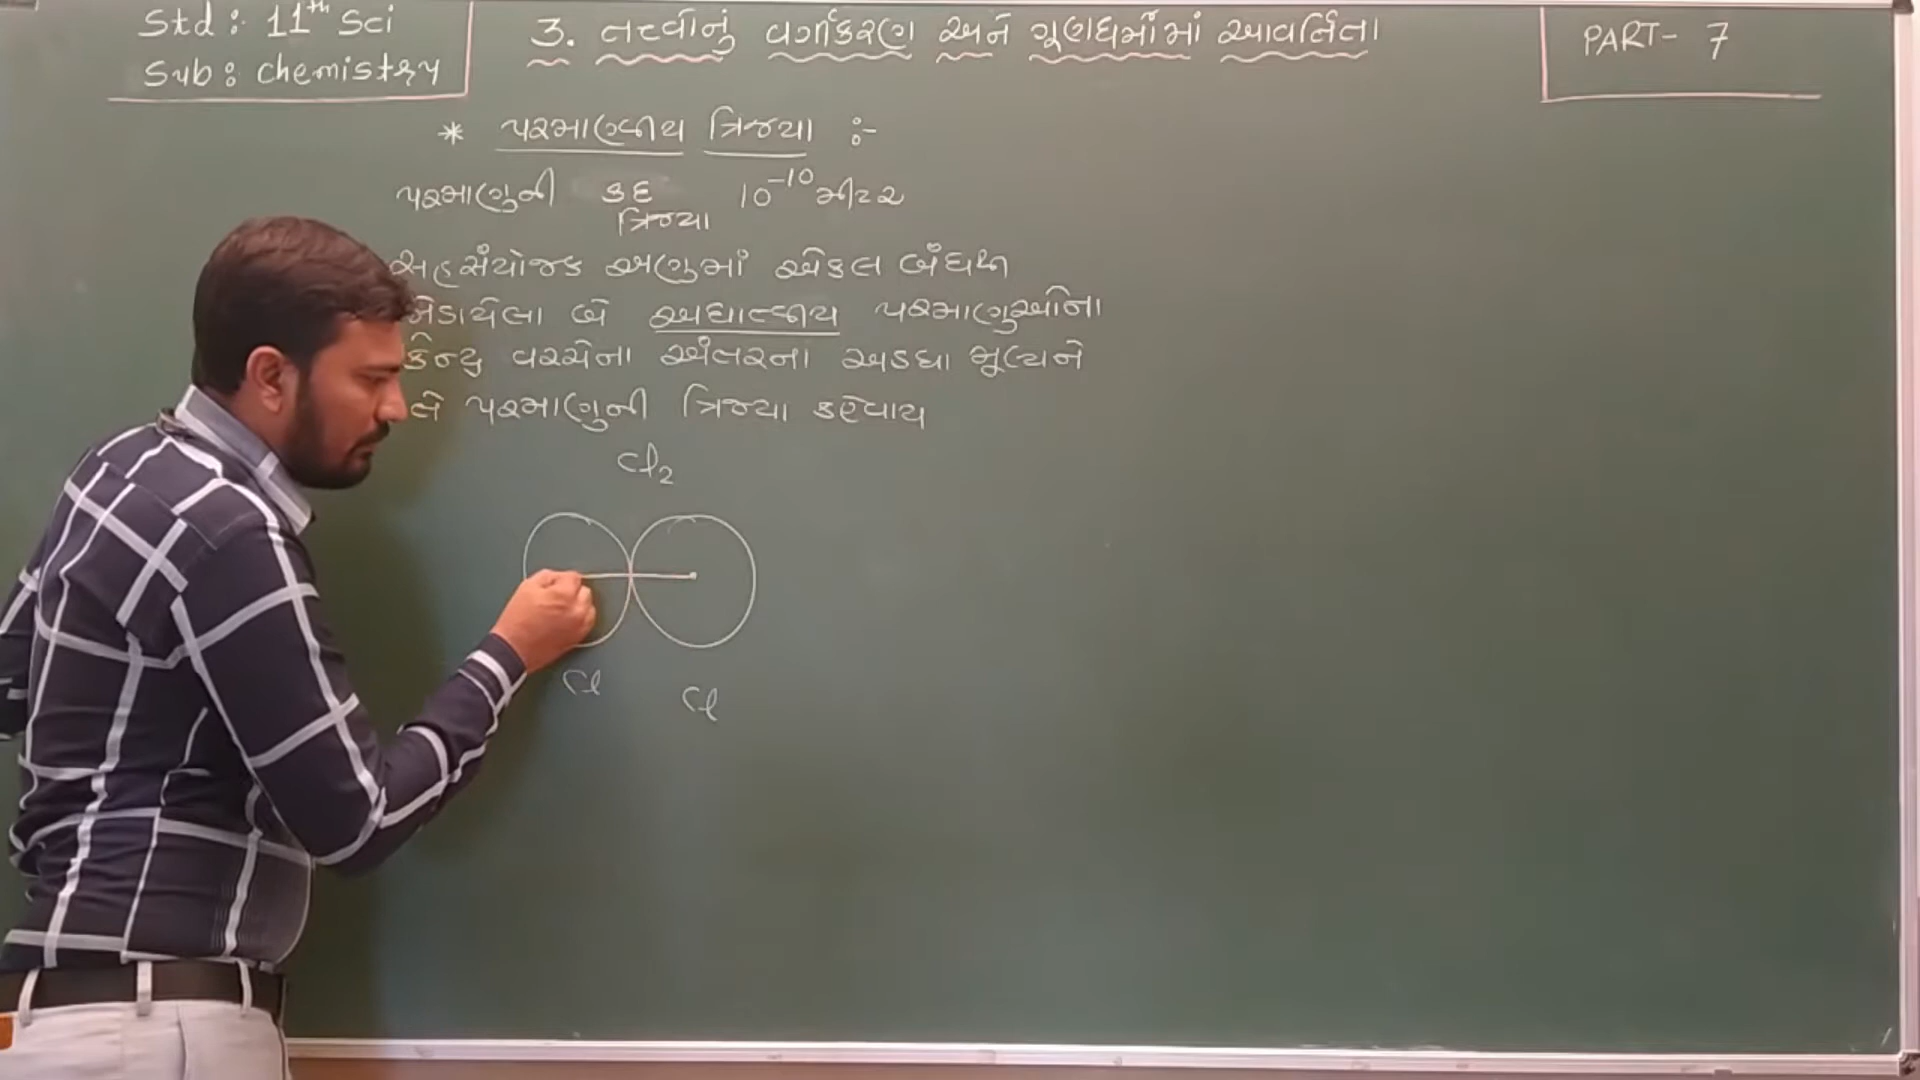 Std : 11th Sci
Sub : chemistry
3. તત્ત્વોનું વર્ગીકરણ અને ગુણધર્મોમાં આવર્તિતા
PART - 7
* પરમાણ્વીય ત્રિજ્યા :-
પરમાણુની કદ 10⁻¹⁰ મીટર
ત્રિજ્યા
સહસંયોજક અણુમાં એકલ બંધથી
જોડાયેલા બે અધાત્વીય પરમાણુઓના
કેન્દ્ર વચ્ચેના અંતરના અડધા મૂલ્યને
તે પરમાણુની ત્રિજ્યા કહેવાય
Cl₂
Cl Cl